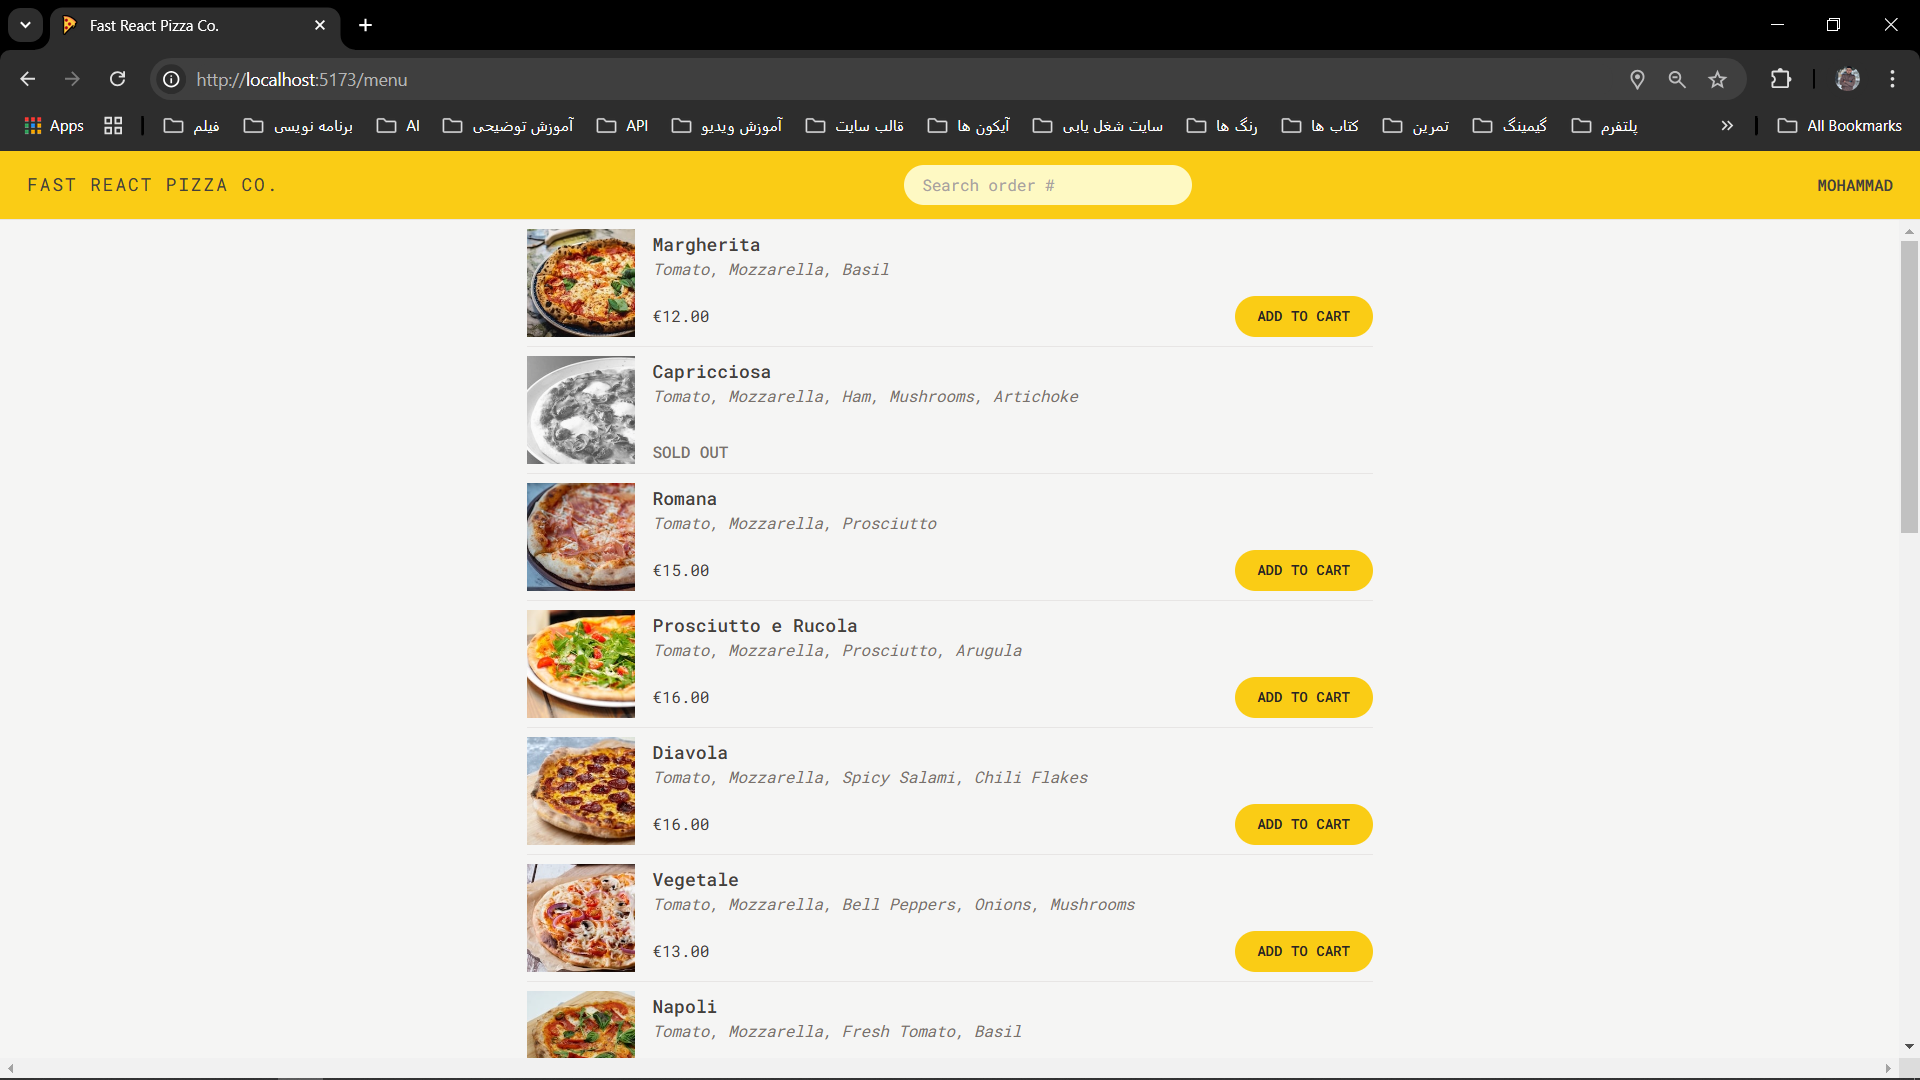 Fast React Pizza Co.
http://localhost:5173/menu
Apps
فیلم
برنامه نویسی
AI
آموزش توضیحی
API
آموزش ویدیو
قالب سایت
آیکون ها
سایت شغل یابی
رنگ ها
کتاب ها
تمرین
گیمینگ
پلتفرم
All Bookmarks
FAST REACT PIZZA CO.
Search order #
MOHAMMAD
Margherita
Tomato, Mozzarella, Basil
€12.00
ADD TO CART
Capricciosa
Tomato, Mozzarella, Ham, Mushrooms, Artichoke
SOLD OUT
Romana
Tomato, Mozzarella, Prosciutto
€15.00
ADD TO CART
Prosciutto e Rucola
Tomato, Mozzarella, Prosciutto, Arugula
€16.00
ADD TO CART
Diavola
Tomato, Mozzarella, Spicy Salami, Chili Flakes
€16.00
ADD TO CART
Vegetale
Tomato, Mozzarella, Bell Peppers, Onions, Mushrooms
€13.00
ADD TO CART
Napoli
Tomato, Mozzarella, Fresh Tomato, Basil